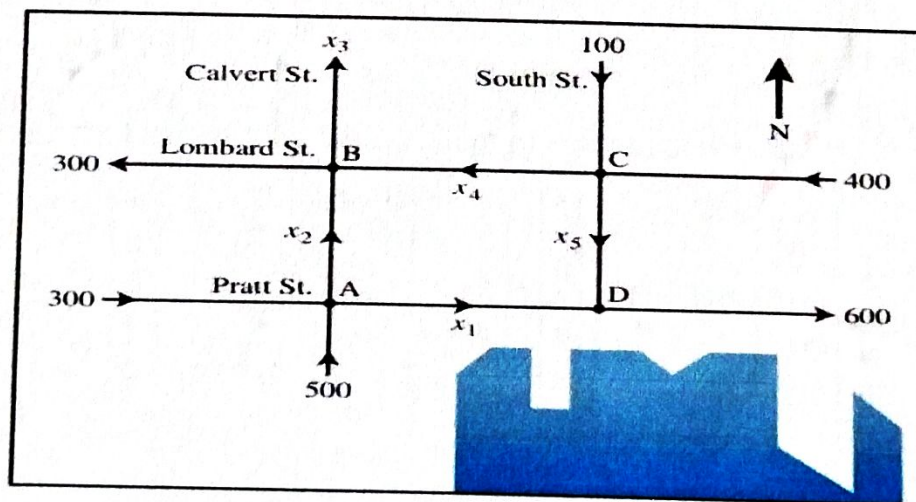 x₃ 100
Calvert St. South St.
N
300 Lombard St. B C
x₄ 400
x₂ x₅
300 Pratt St. A D
x₁ 600
500